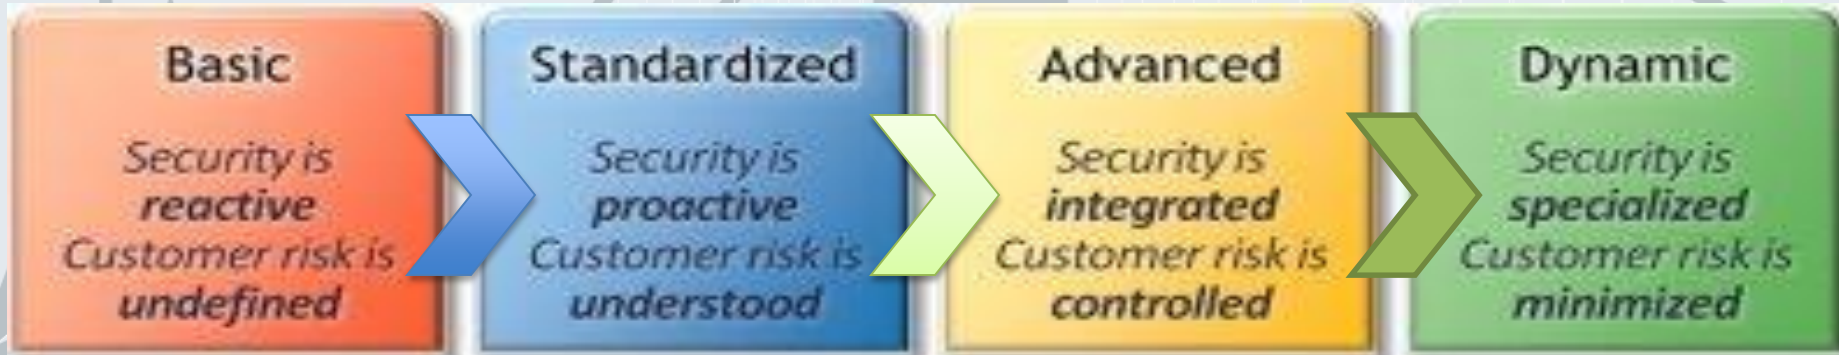 Basic
Security is
reactive
Customer risk is
undefined
Standardized
Security is
proactive
Customer risk is
understood
Advanced
Security is
integrated
Customer risk is
controlled
Dynamic
Security is
specialized
Customer risk is
minimized